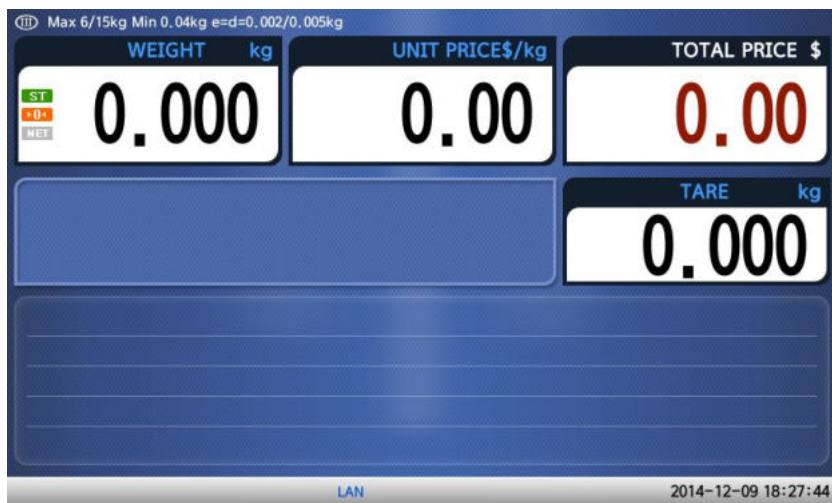 Ⅲ Max 6/15kg Min 0.04kg e=d=0.002/0.005kg
WEIGHT kg
UNIT PRICE$/kg
TOTAL PRICE $
ST
▸0◂
NET
0.000
0.00
0.00
TARE kg
0.000
LAN
2014-12-09 18:27:44